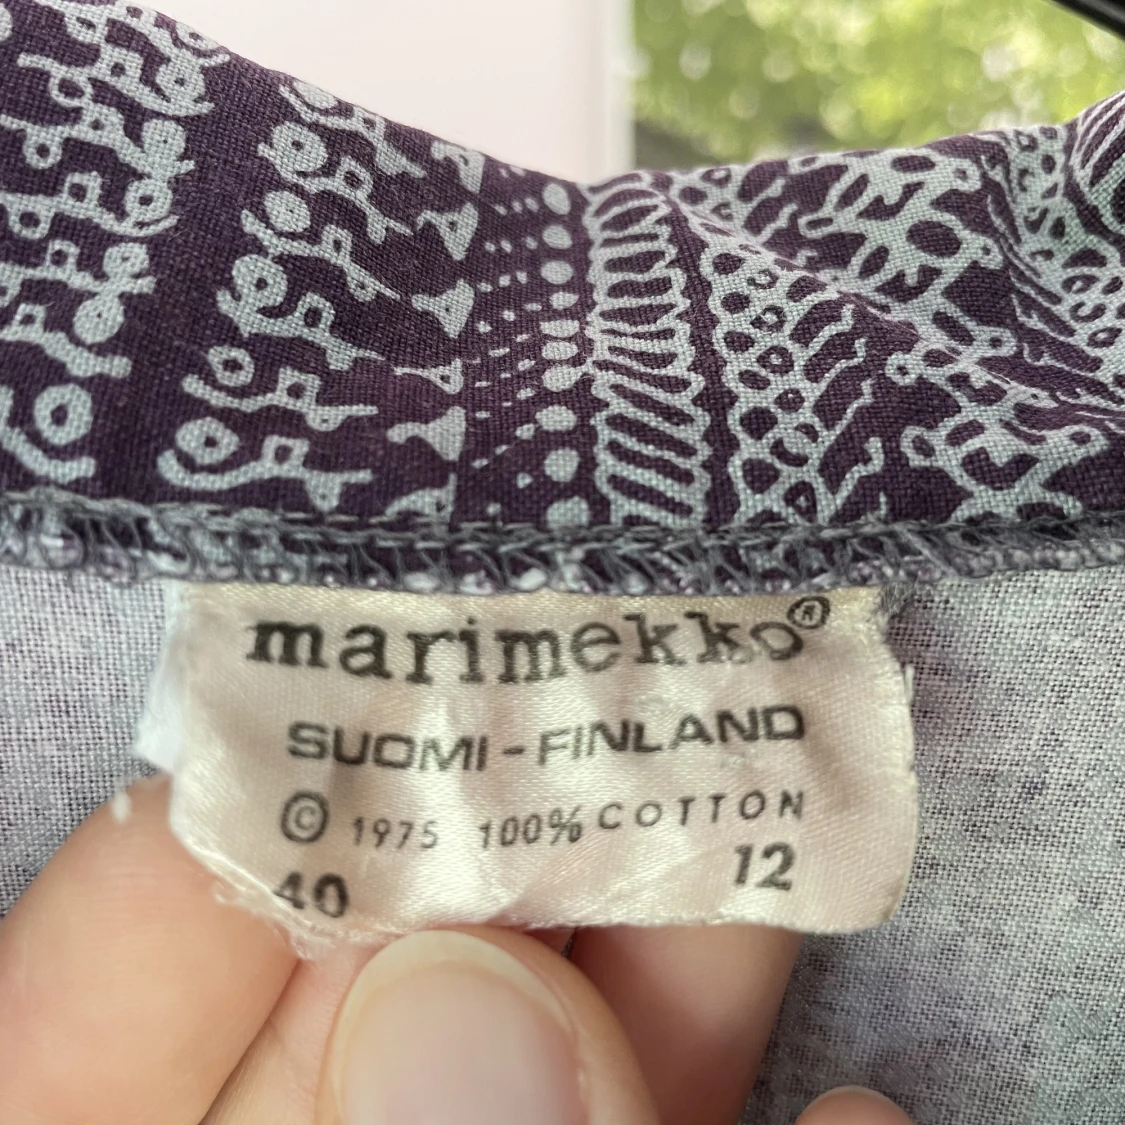 marimekko®
SUOMI - FINLAND
© 1975 100% COTTON
40 12